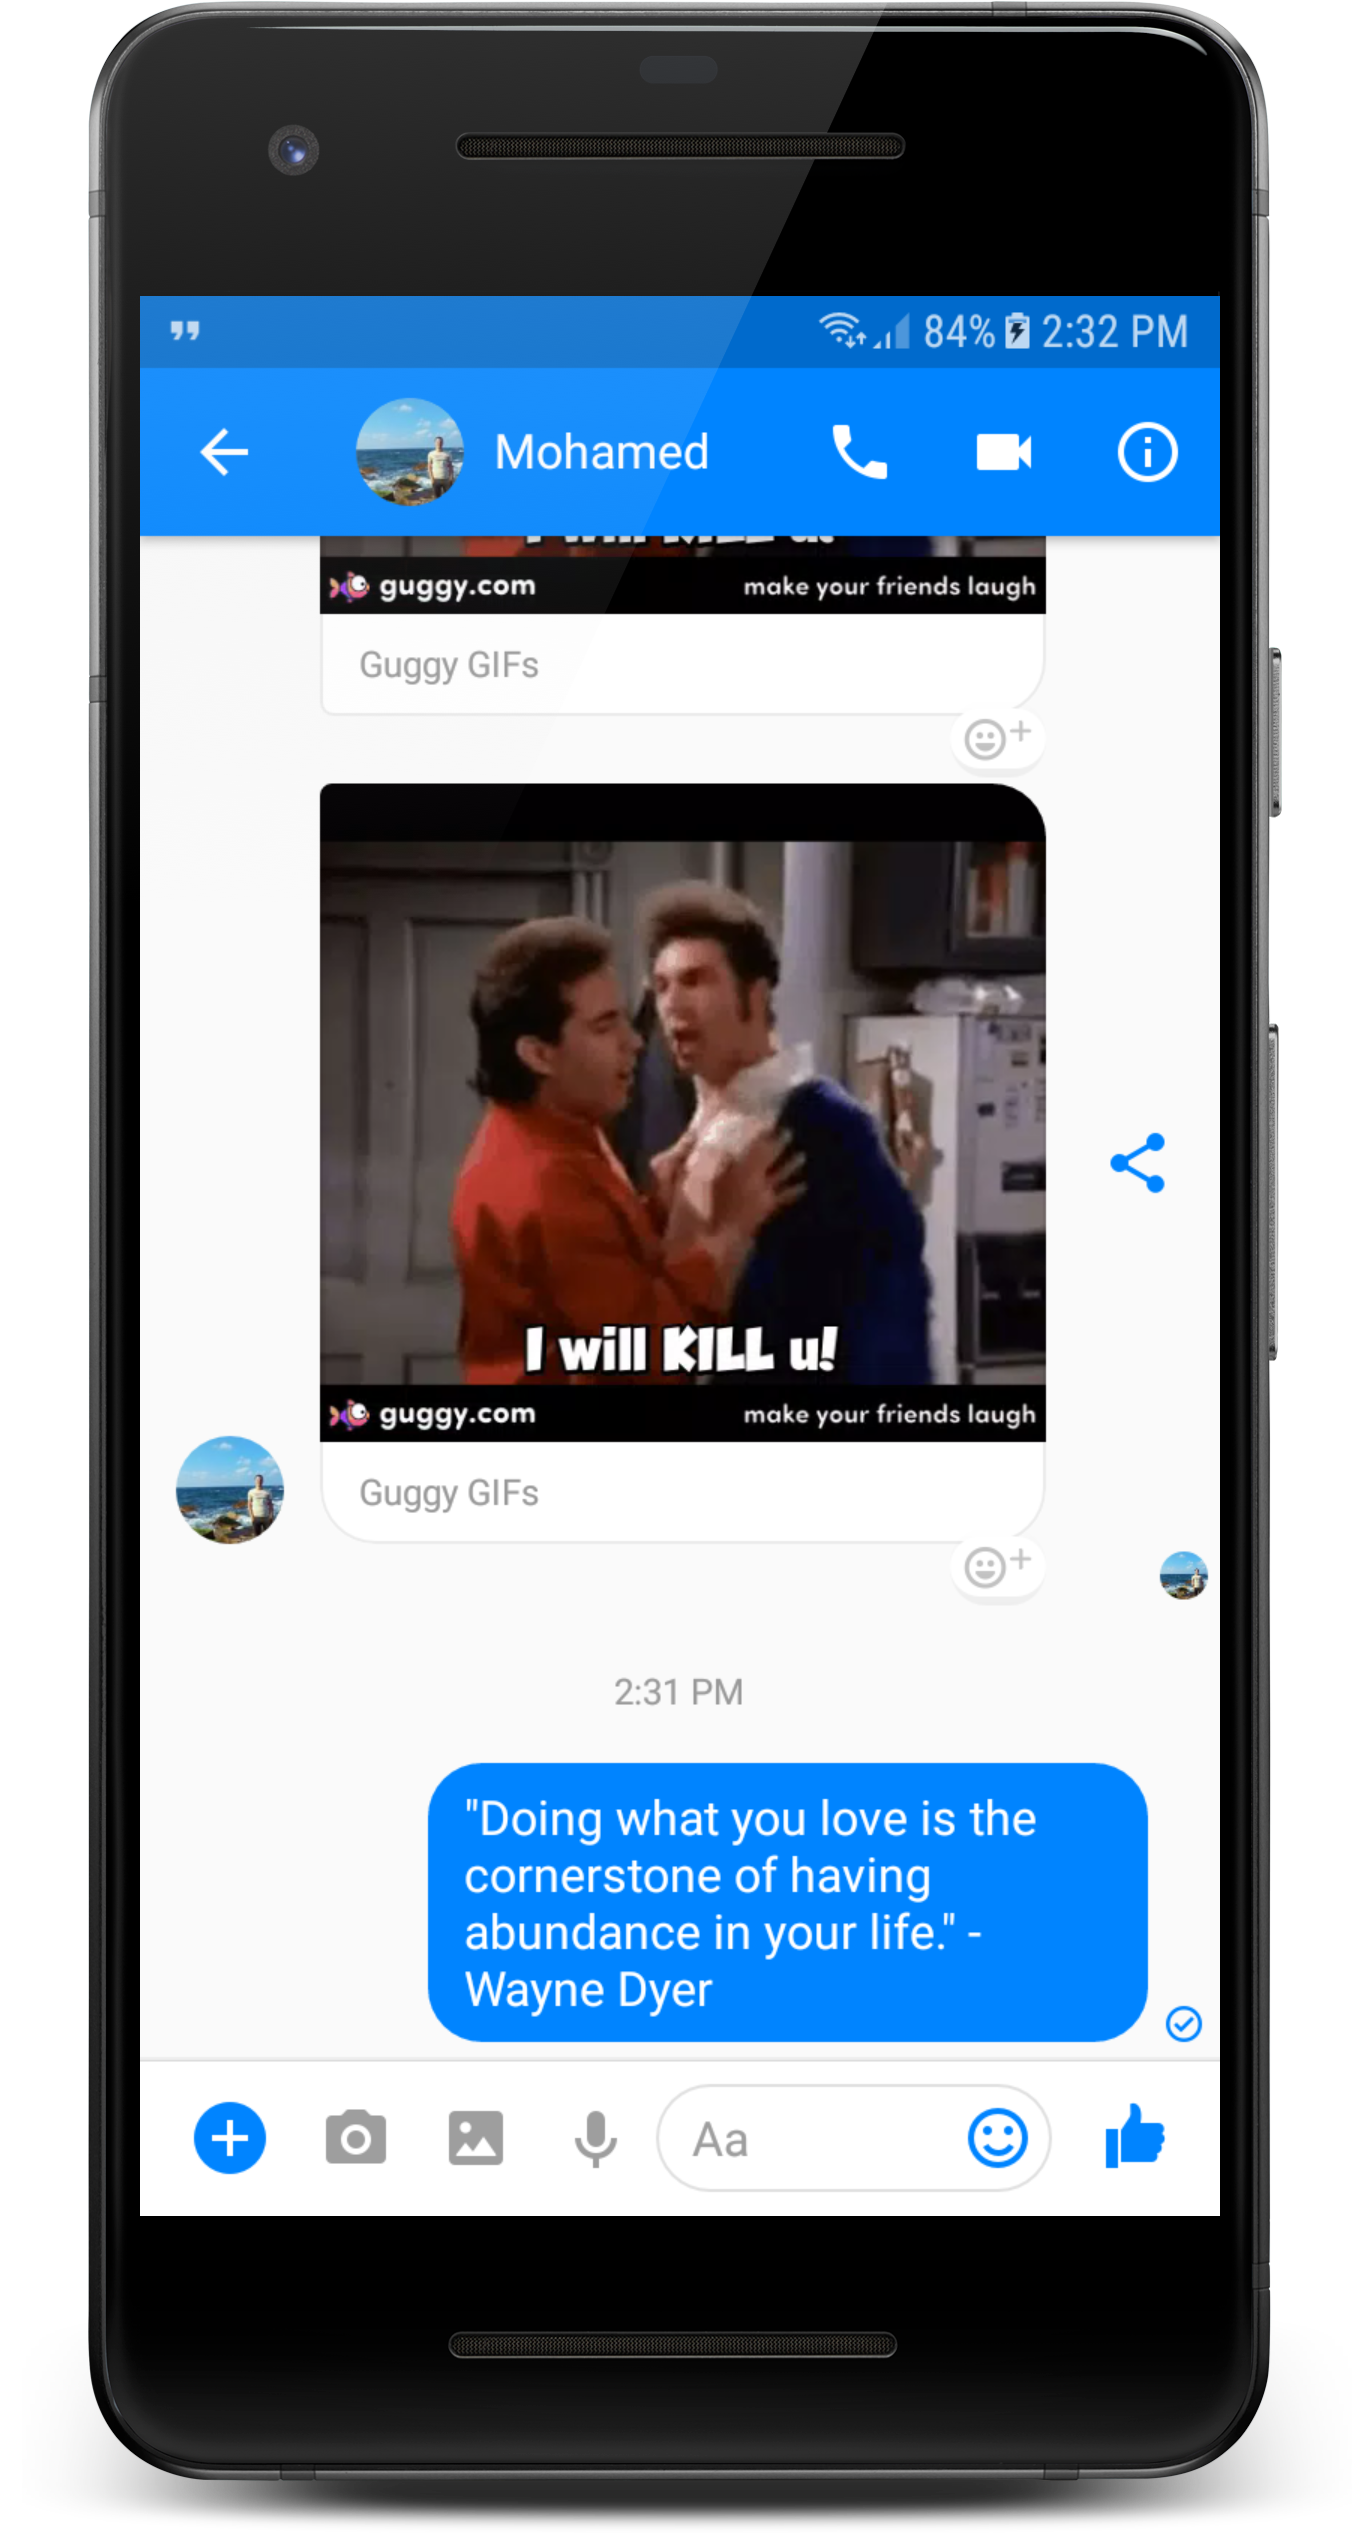 84% 2:32 PM
Mohamed
I will KILL u!
guggy.com make your friends laugh
Guggy GIFs
I will KILL u!
guggy.com make your friends laugh
Guggy GIFs
2:31 PM
"Doing what you love is the
cornerstone of having
abundance in your life." -
Wayne Dyer
Aa